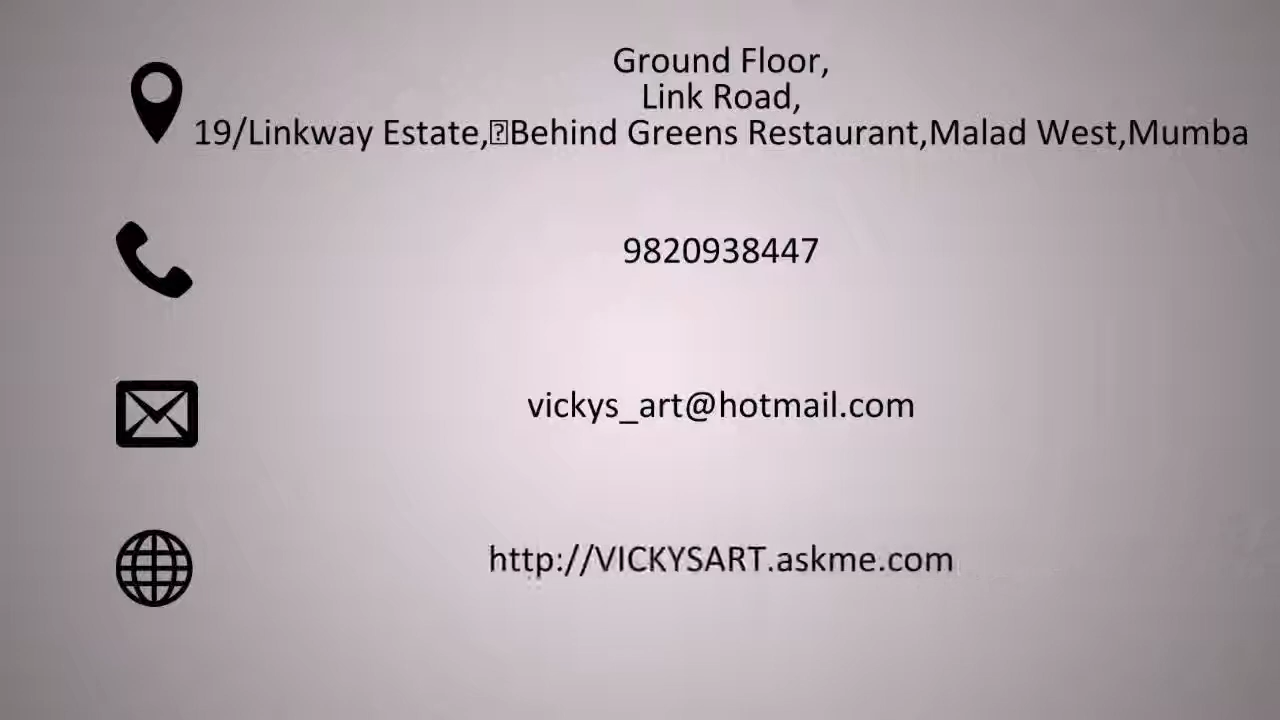 Ground Floor,
Link Road,
19/Linkway Estate,⍰Behind Greens Restaurant,Malad West,Mumba
9820938447
vickys_art@hotmail.com
http://VICKYSART.askme.com